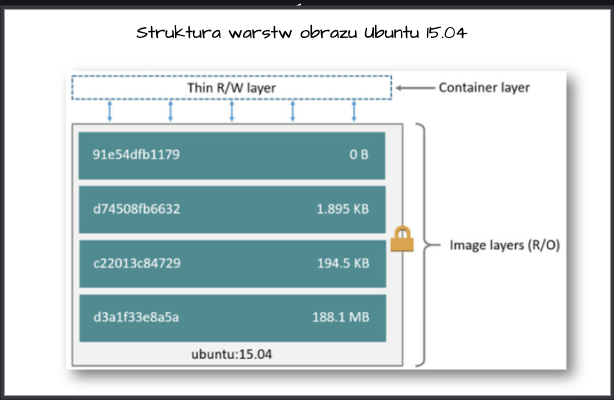 Struktura warstw obrazu Ubuntu 15.04
Thin R/W layer
Container layer
91e54dfb1179 0 B
d74508fb6632 1.895 KB
c22013c84729 194.5 KB
d3a1f33e8a5a 188.1 MB
Image layers (R/O)
ubuntu:15.04